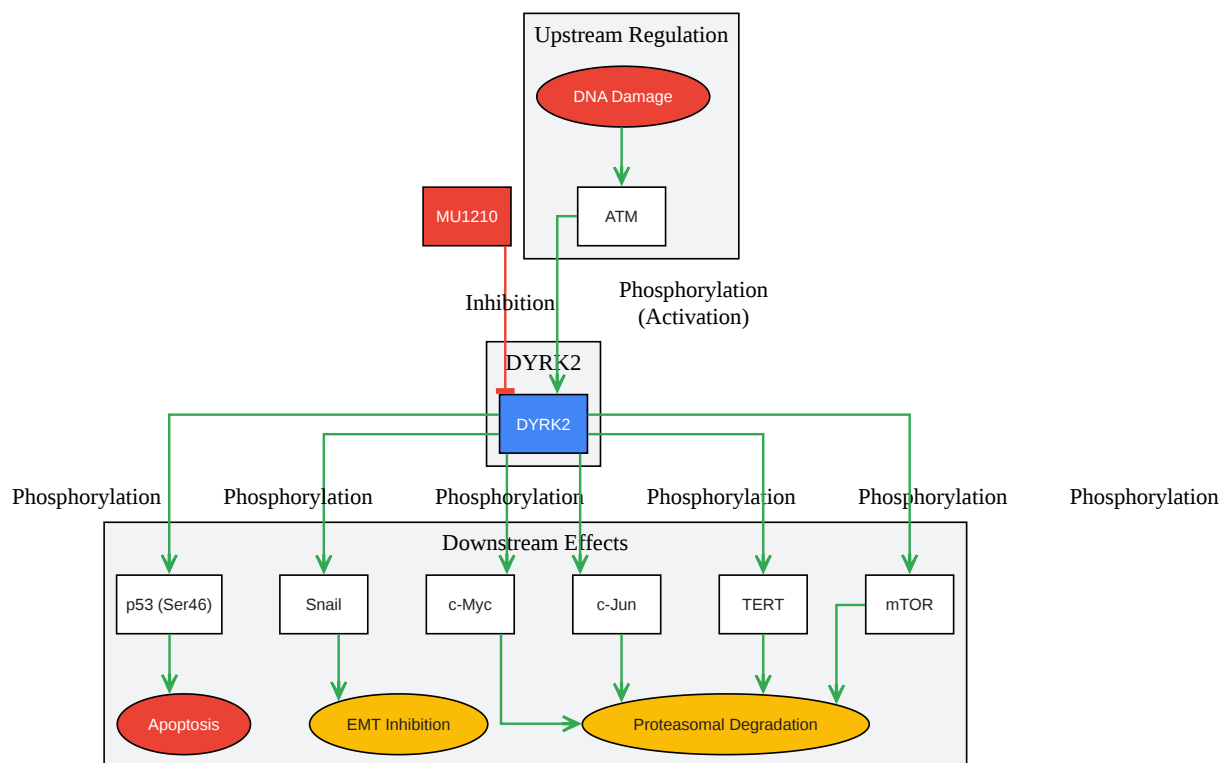 Upstream Regulation
DNA Damage
MU1210
ATM
Inhibition
Phosphorylation
(Activation)
DYRK2
DYRK2
Phosphorylation
Phosphorylation
Phosphorylation
Phosphorylation
Phosphorylation
Phosphorylation
Downstream Effects
p53 (Ser46)
Snail
c-Myc
c-Jun
TERT
mTOR
Apoptosis
EMT Inhibition
Proteasomal Degradation